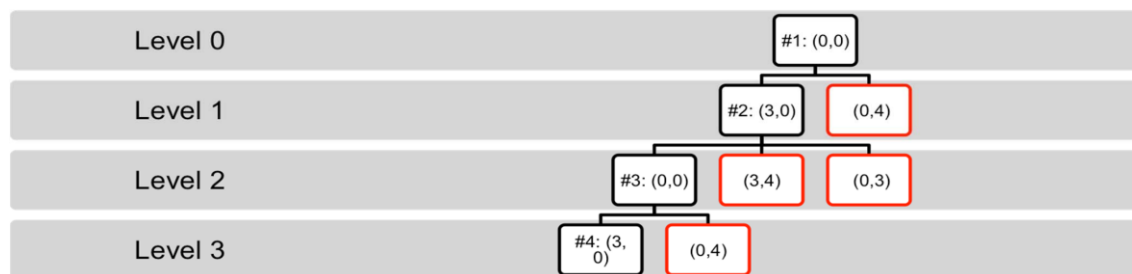 Level 0
#1: (0,0)
Level 1
#2: (3,0)
(0,4)
Level 2
#3: (0,0)
(3,4)
(0,3)
Level 3
#4: (3,
0)
(0,4)